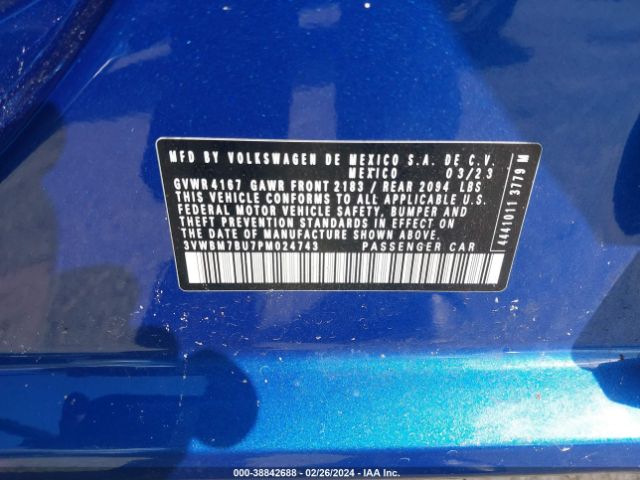 MFD BY VOLKSWAGEN DE MEXICO S.A. DE C.V.
MEXICO 03/23
GVWR 4167 GAWR FRONT 2183 / REAR 2094 LBS
THIS VEHICLE CONFORMS TO ALL APPLICABLE U.S.
FEDERAL MOTOR VEHICLE SAFETY, BUMPER AND
THEFT PREVENTION STANDARDS IN EFFECT ON
THE DATE OF MANUFACTURE SHOWN ABOVE.
3VWBM7BU7PM024743 PASSENGER CAR
4441011 3779 M
000-38842688 - 02/26/2024 - IAA Inc.